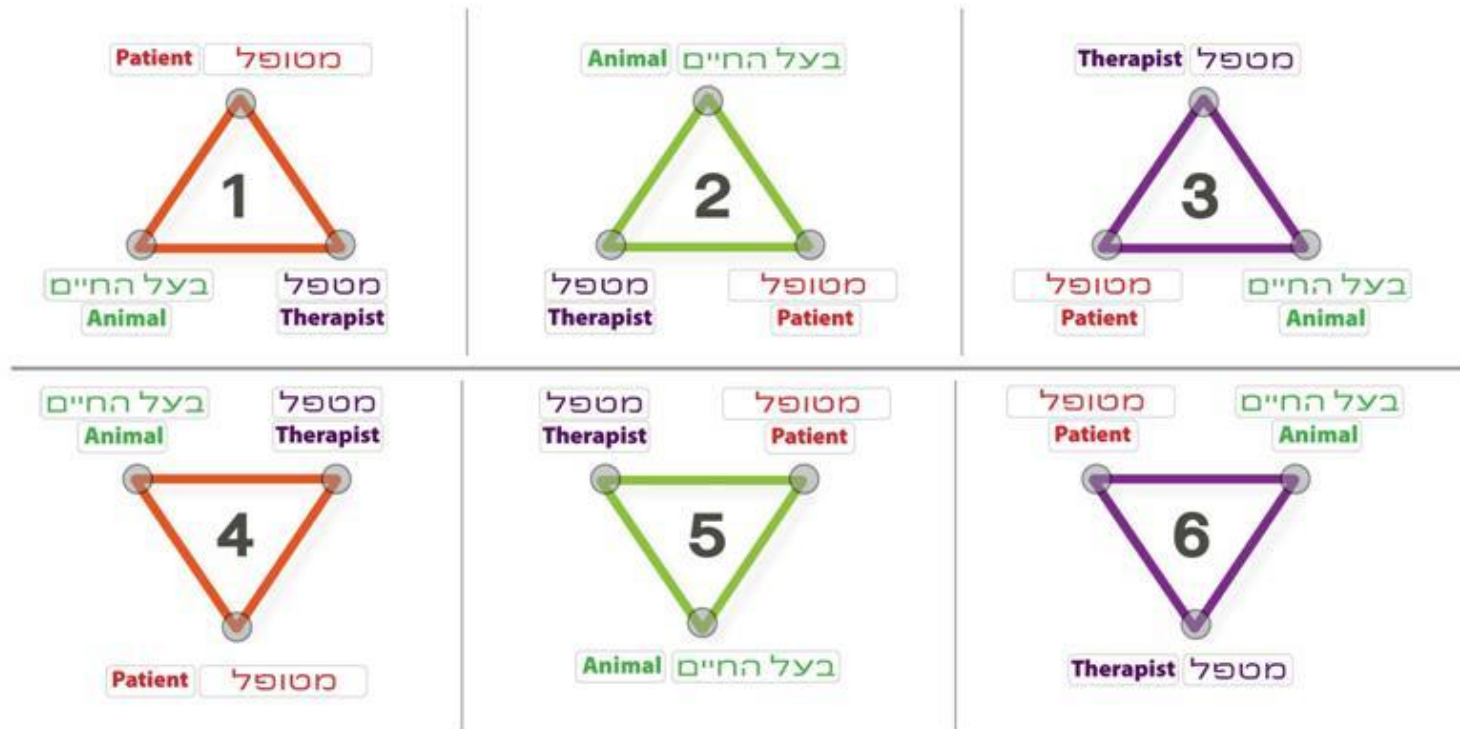 Patient מטופל
1
בעל החיים מטפל
Animal Therapist
Animal בעל החיים
2
מטפל מטופל
Therapist Patient
Therapist מטפל
3
מטופל בעל החיים
Patient Animal
בעל החיים מטפל
Animal Therapist
4
Patient מטופל
מטפל מטופל
Therapist Patient
5
Animal בעל החיים
מטופל בעל החיים
Patient Animal
6
Therapist מטפל